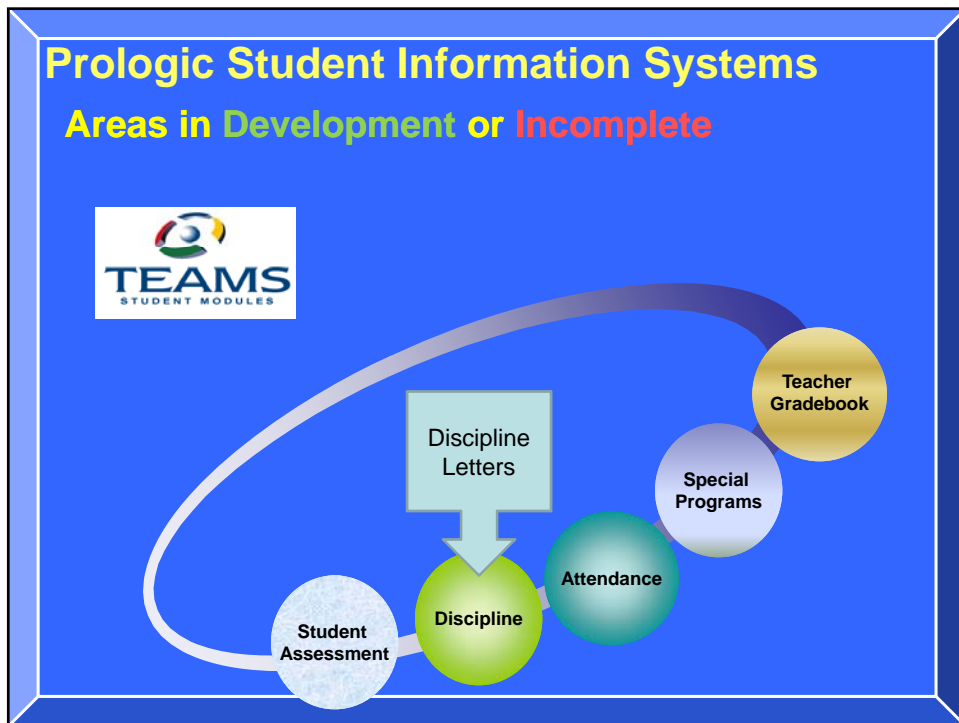 Prologic Student Information Systems
Areas in Development or Incomplete
TEAMS
STUDENT MODULES
Teacher
Gradebook
Discipline
Letters
Special
Programs
Attendance
Discipline
Student
Assessment